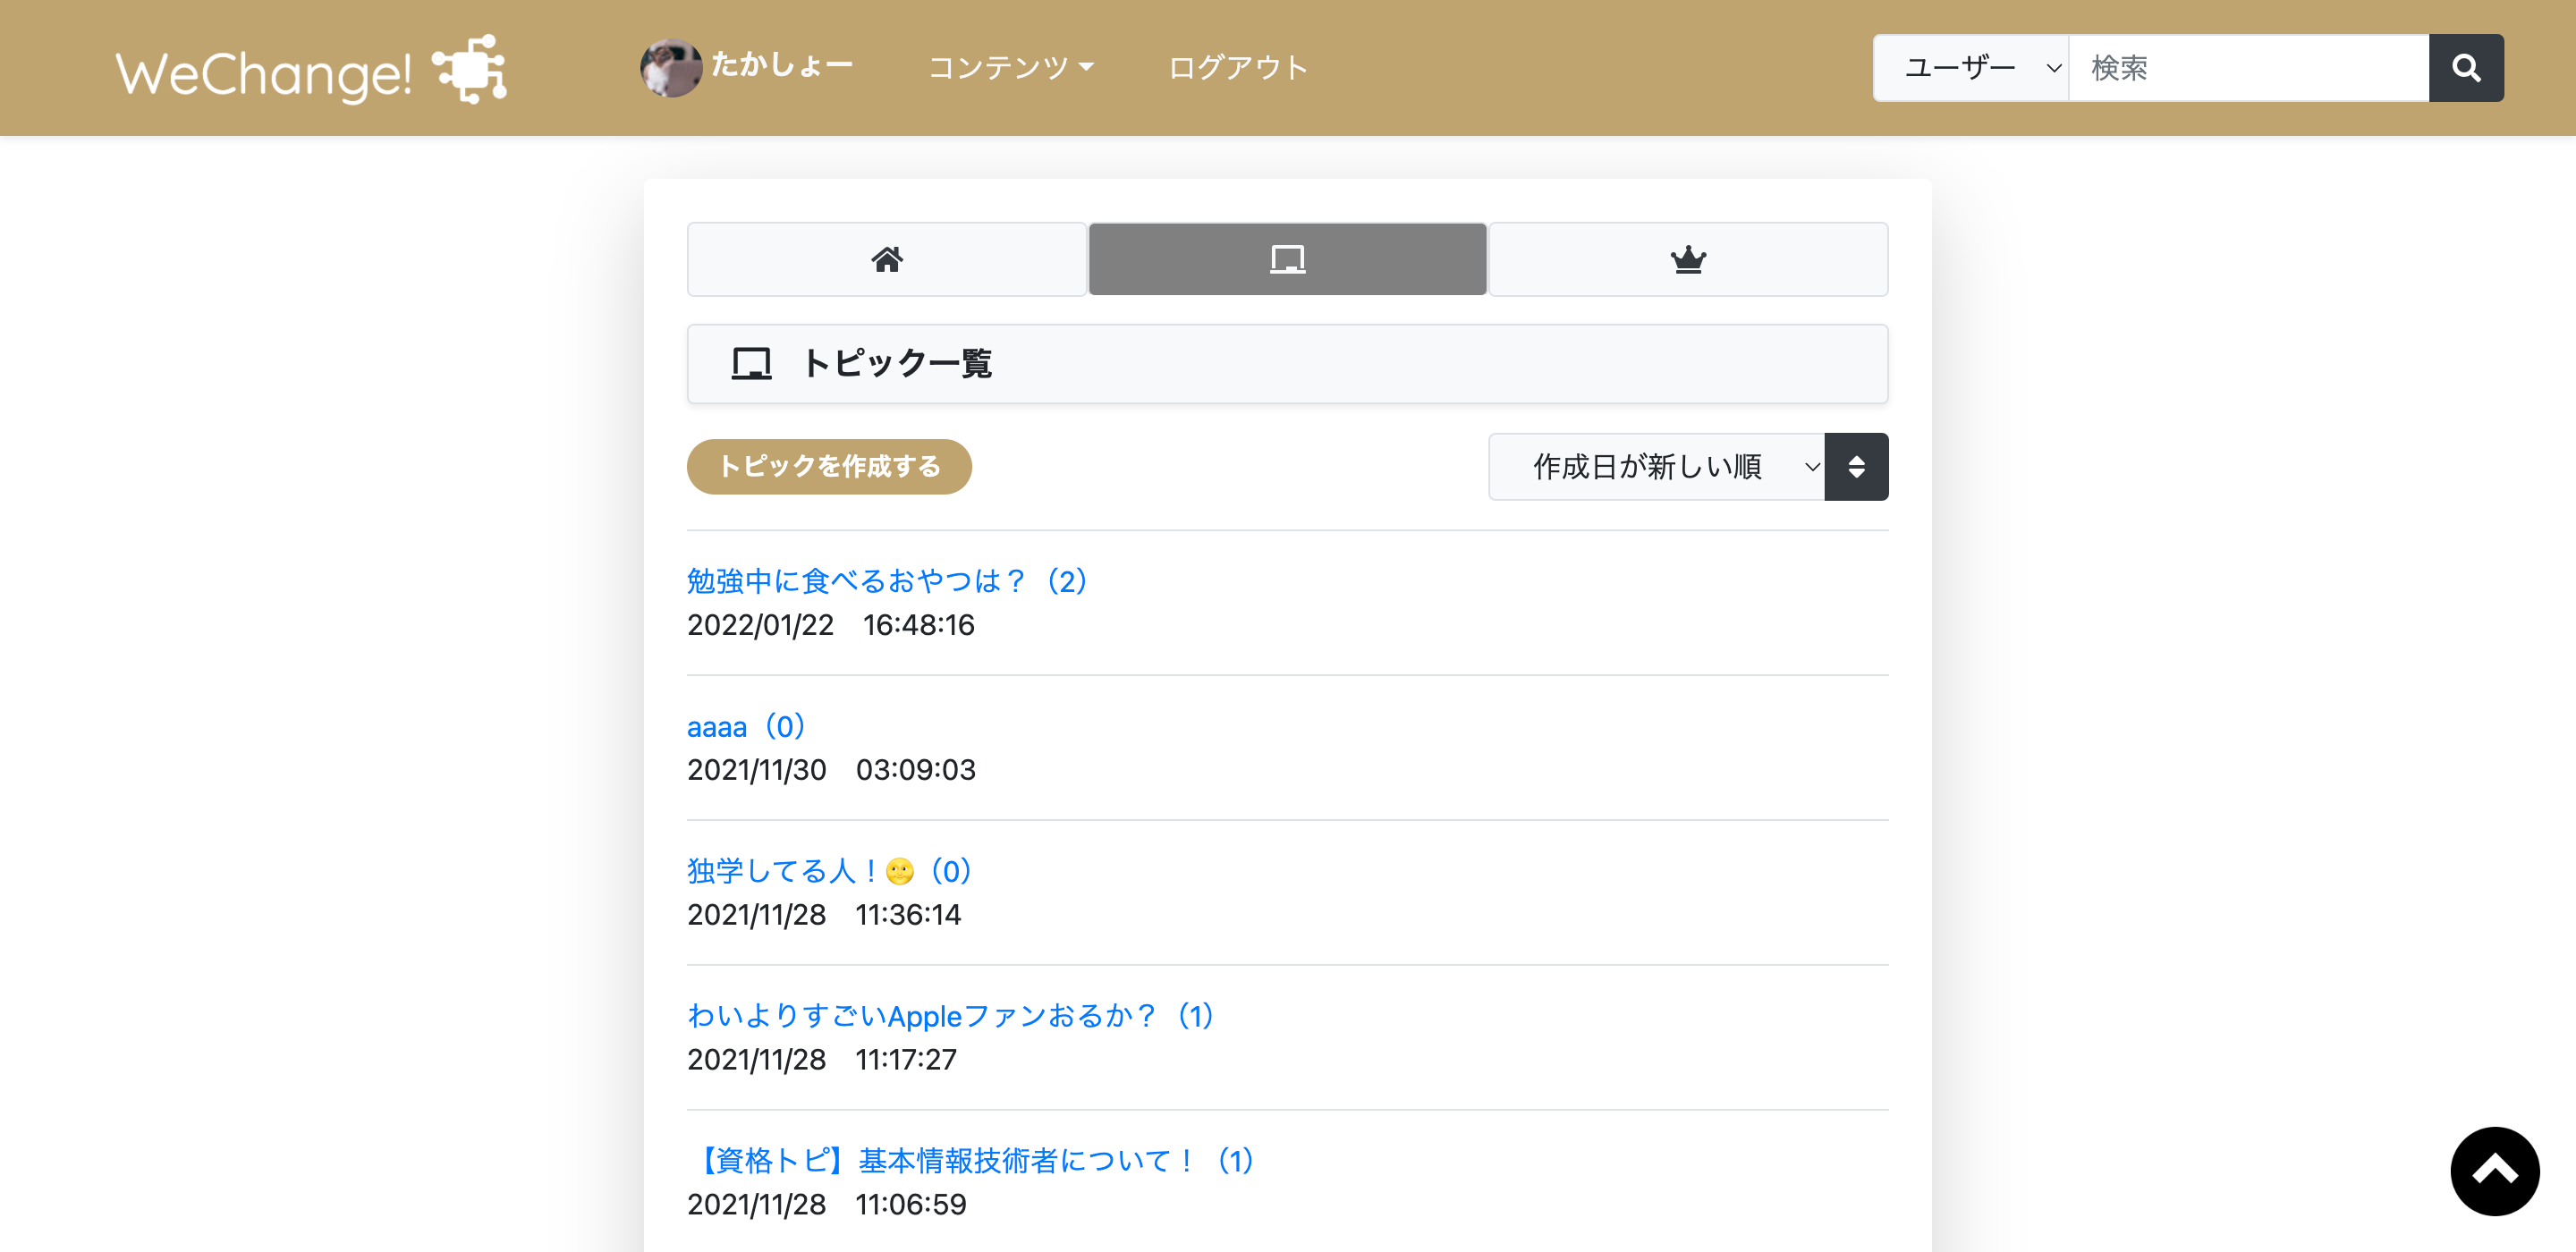 WeChange!
たかしょー
コンテンツ
ログアウト
ユーザー
検索
トピック一覧
トピックを作成する
作成日が新しい順
勉強中に食べるおやつは？（2）
2022/01/22　16:48:16
aaaa（0）
2021/11/30　03:09:03
独学してる人！🌝（0）
2021/11/28　11:36:14
わいよりすごいAppleファンおるか？（1）
2021/11/28　11:17:27
【資格トピ】基本情報技術者について！（1）
2021/11/28　11:06:59